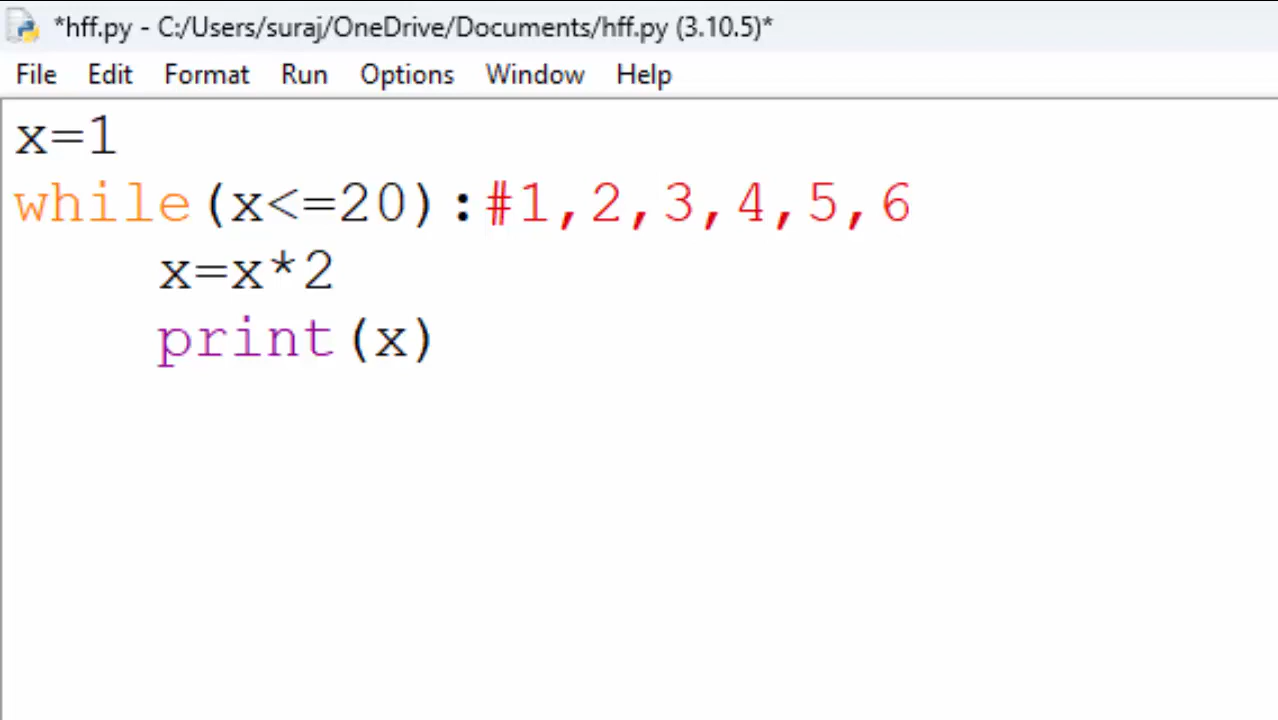 *hff.py - C:/Users/suraj/OneDrive/Documents/hff.py (3.10.5)*
File Edit Format Run Options Window Help
x=1
while(x<=20):#1,2,3,4,5,6
    x=x*2
    print(x)